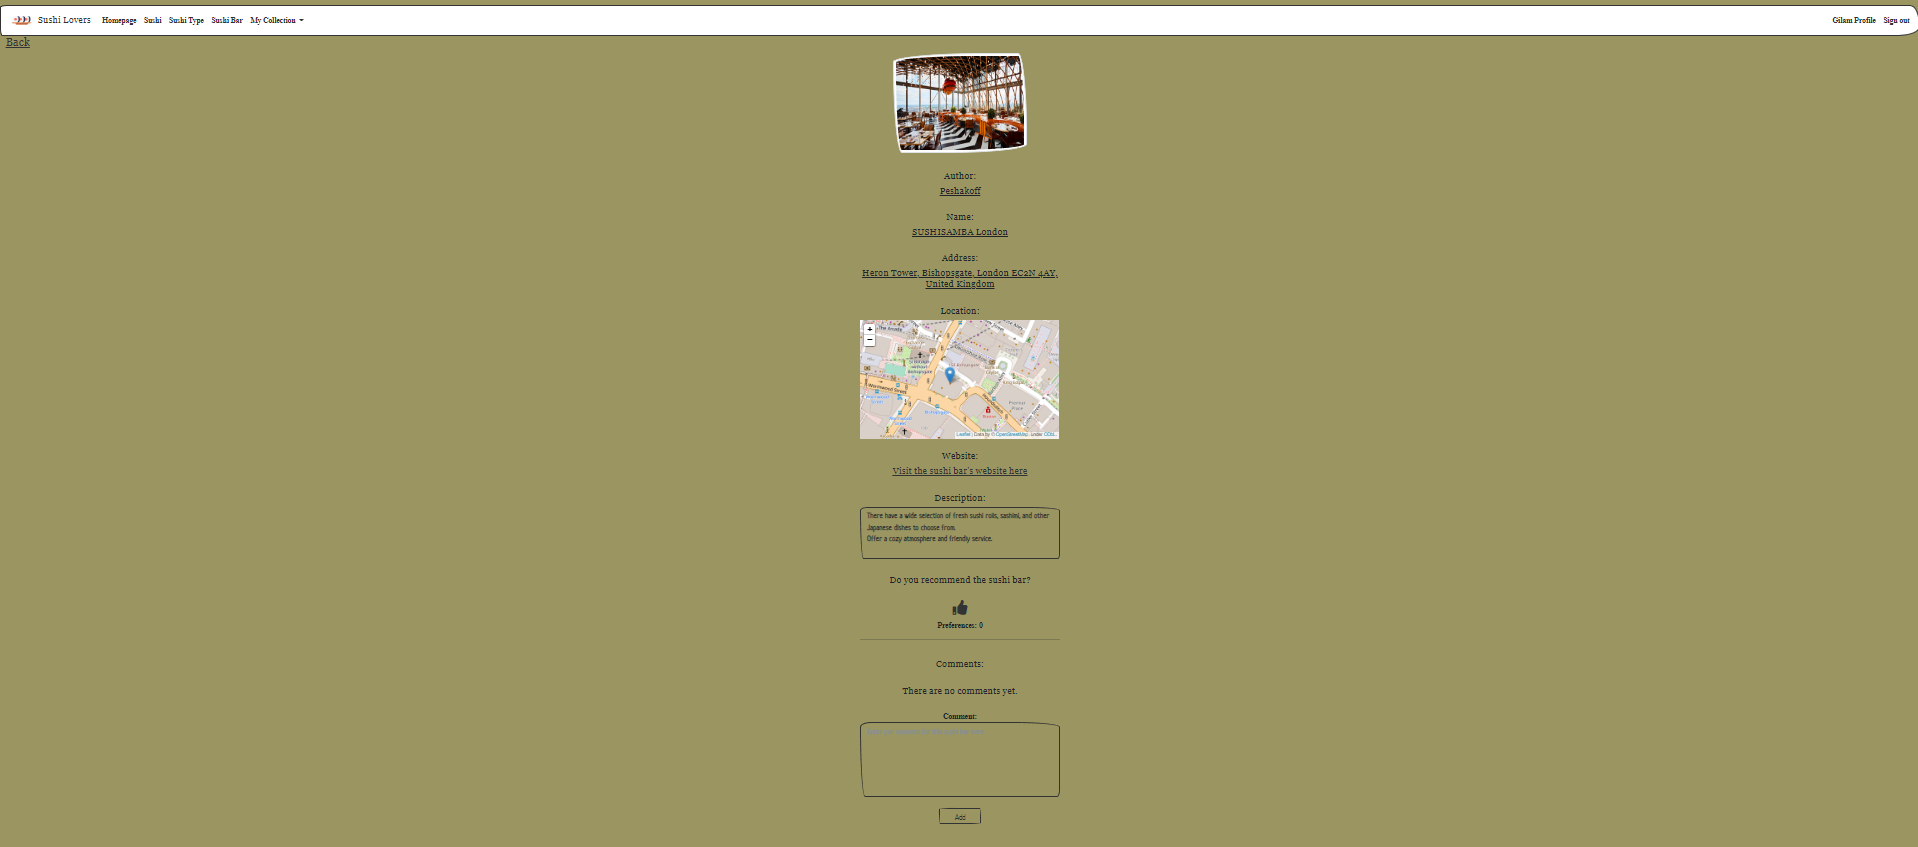 Sushi Lovers Homepage Sushi Sushi Type Sushi Bar My Collection Gilam Profile Sign out
Back
Author:
Peshakoff
Name:
SUSHISAMBA London
Address:
Heron Tower, Bishopsgate, London EC2N 4AY,
United Kingdom
Location:
+
−
Wormwood Street
Leaflet | Data by © OpenStreetMap, under ODbL.
Website:
Visit the sushi bar's website here
Description:
There have a wide selection of fresh sushi rolls, sashimi, and other
Japanese dishes to choose from.
Offer a cozy atmosphere and friendly service.
Do you recommend the sushi bar?
Preferences: 0
Comments:
There are no comments yet.
Comment:
Add